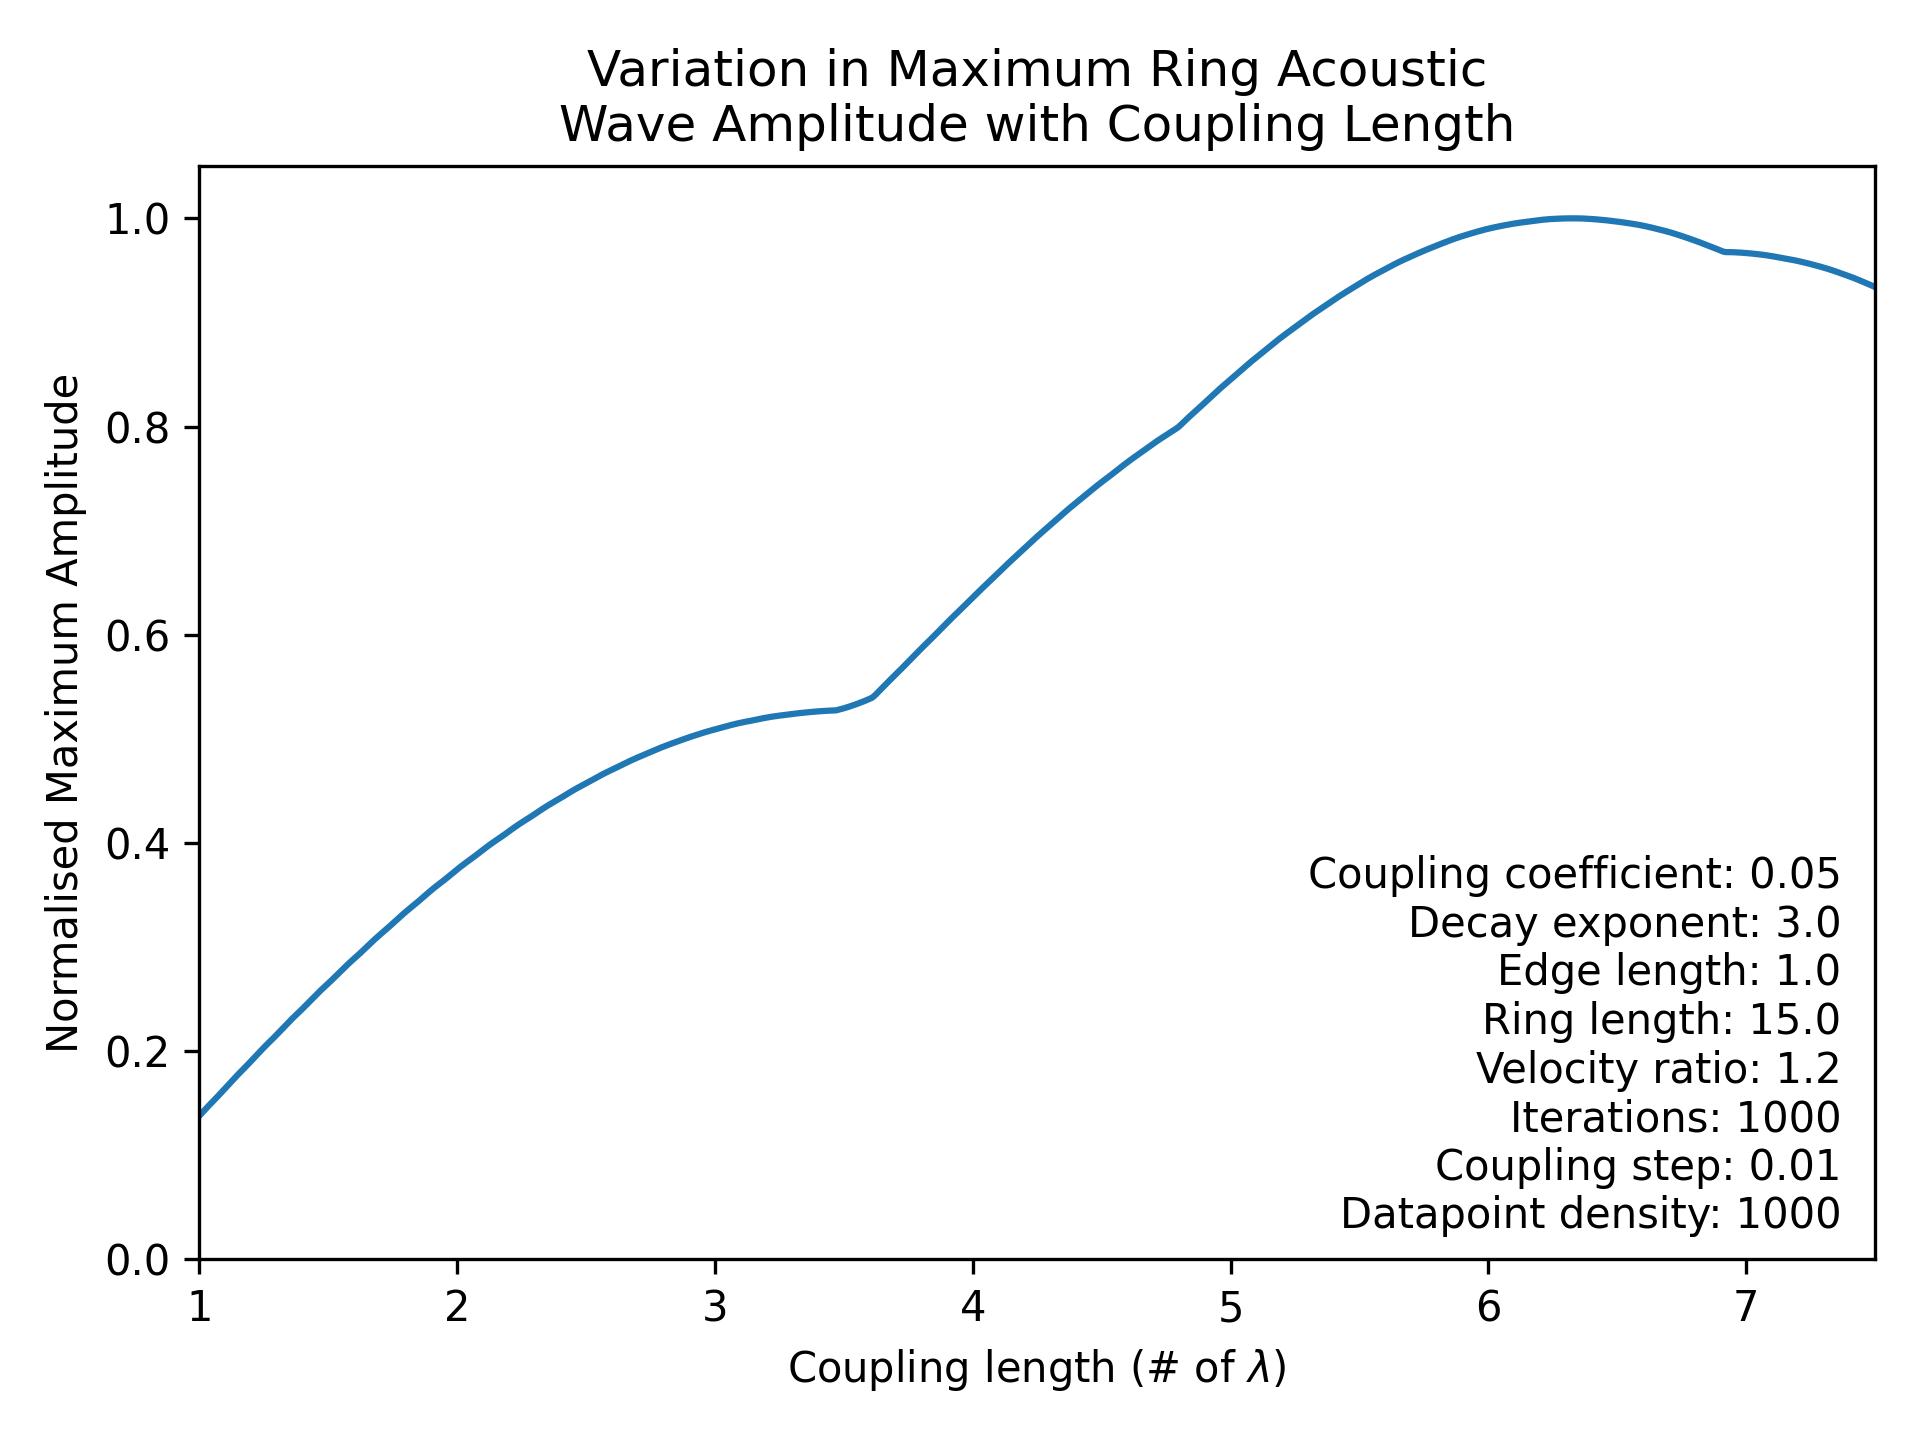 Variation in Maximum Ring Acoustic
Wave Amplitude with Coupling Length
Normalised Maximum Amplitude
1.0
0.8
0.6
0.4
0.2
0.0
Coupling coefficient: 0.05
Decay exponent: 3.0
Edge length: 1.0
Ring length: 15.0
Velocity ratio: 1.2
Iterations: 1000
Coupling step: 0.01
Datapoint density: 1000
1 2 3 4 5 6 7
Coupling length (# of λ)